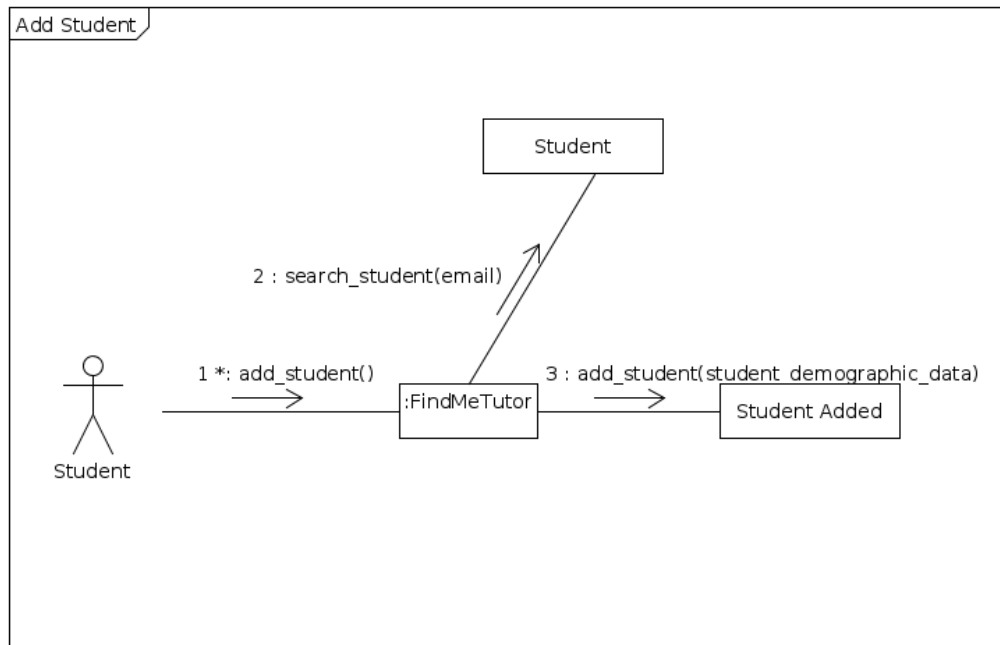 Add Student
Student
2 : search_student(email)
1 *: add_student()
3 : add_student(student_demographic_data)
:FindMeTutor
Student Added
Student